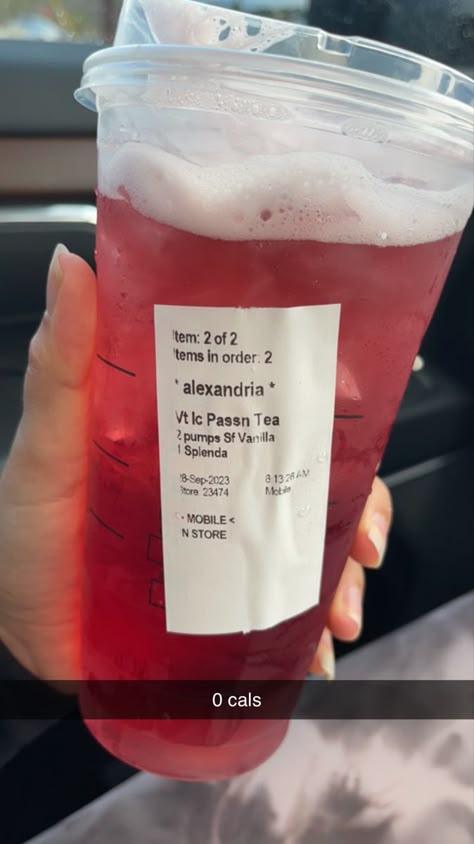 Item: 2 of 2
Items in order: 2
* alexandria *
Vt Ic Passn Tea
2 pumps Sf Vanilla
1 Splenda
8-Sep-2023 8:13:26 AM
Store 23474 Mobile
MOBILE <
N STORE
0 cals